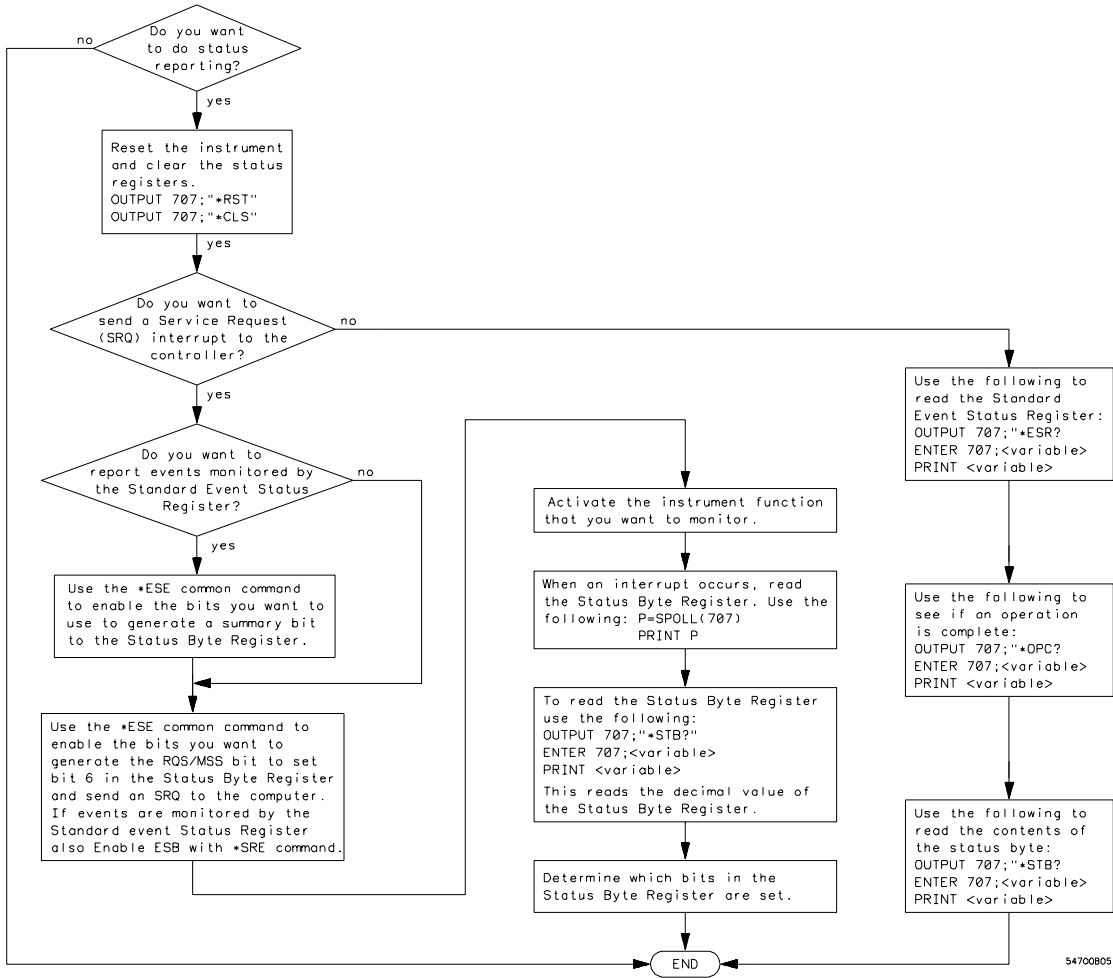 Do you want
to do status
reporting?
no
yes
Reset the instrument
and clear the status
registers.
OUTPUT 707;"*RST"
OUTPUT 707;"*CLS"
yes
Do you want to
send a Service Request
(SRQ) interrupt to the
controller?
no
yes
Do you want to
report events monitored by
the Standard Event Status
Register?
no
yes
Use the *ESE common command
to enable the bits you want to
use to generate a summary bit
to the Status Byte Register.
Use the *ESE common command to
enable the bits you want to
generate the RQS/MSS bit to set
bit 6 in the Status Byte Register
and send an SRQ to the computer.
If events are monitored by the
Standard event Status Register
also Enable ESB with *SRE command.
Activate the instrument function
that you want to monitor.
When an interrupt occurs, read
the Status Byte Register. Use the
following: P=SPOLL(707)
PRINT P
To read the Status Byte Register
use the following:
OUTPUT 707;"*STB?"
ENTER 707;<variable>
PRINT <variable>
This reads the decimal value of
the Status Byte Register.
Determine which bits in the
Status Byte Register are set.
Use the following to
read the Standard
Event Status Register:
OUTPUT 707;"*ESR?
ENTER 707;<variable>
PRINT <variable>
Use the following to
see if an operation
is complete:
OUTPUT 707;"*OPC?
ENTER 707;<variable>
PRINT <variable>
Use the following to
read the contents of
the status byte:
OUTPUT 707;"*STB?
ENTER 707;<variable>
PRINT <variable>
END
54700B05